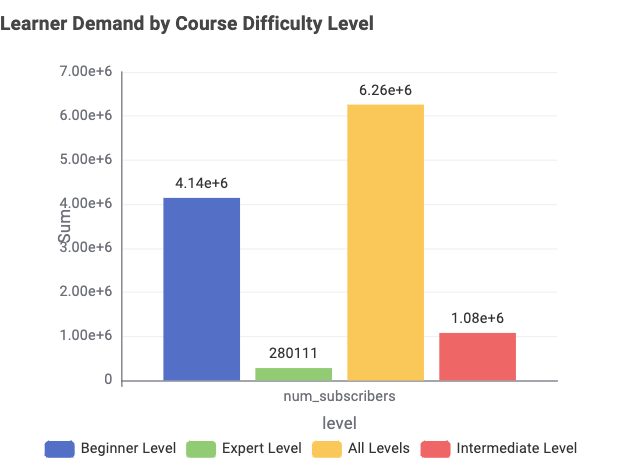 Learner Demand by Course Difficulty Level
7.00e+6
6.00e+6
5.00e+6
4.00e+6
3.00e+6
2.00e+6
1.00e+6
0
Sum
4.14e+6
280111
6.26e+6
1.08e+6
num_subscribers
level
Beginner Level Expert Level All Levels Intermediate Level